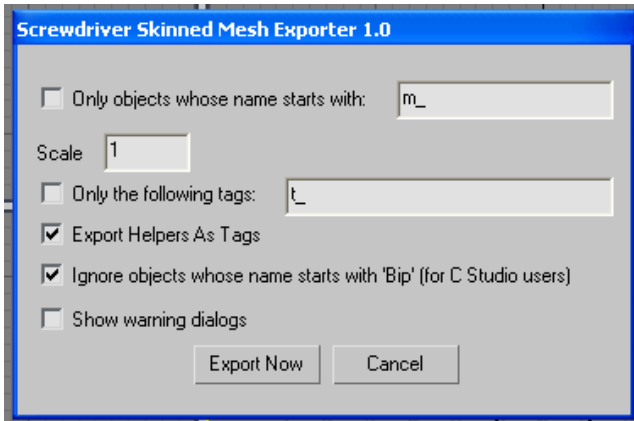 Screwdriver Skinned Mesh Exporter 1.0
Only objects whose name starts with: m_
Scale 1
Only the following tags: t_
Export Helpers As Tags
Ignore objects whose name starts with 'Bip' (for C Studio users)
Show warning dialogs
Export Now Cancel